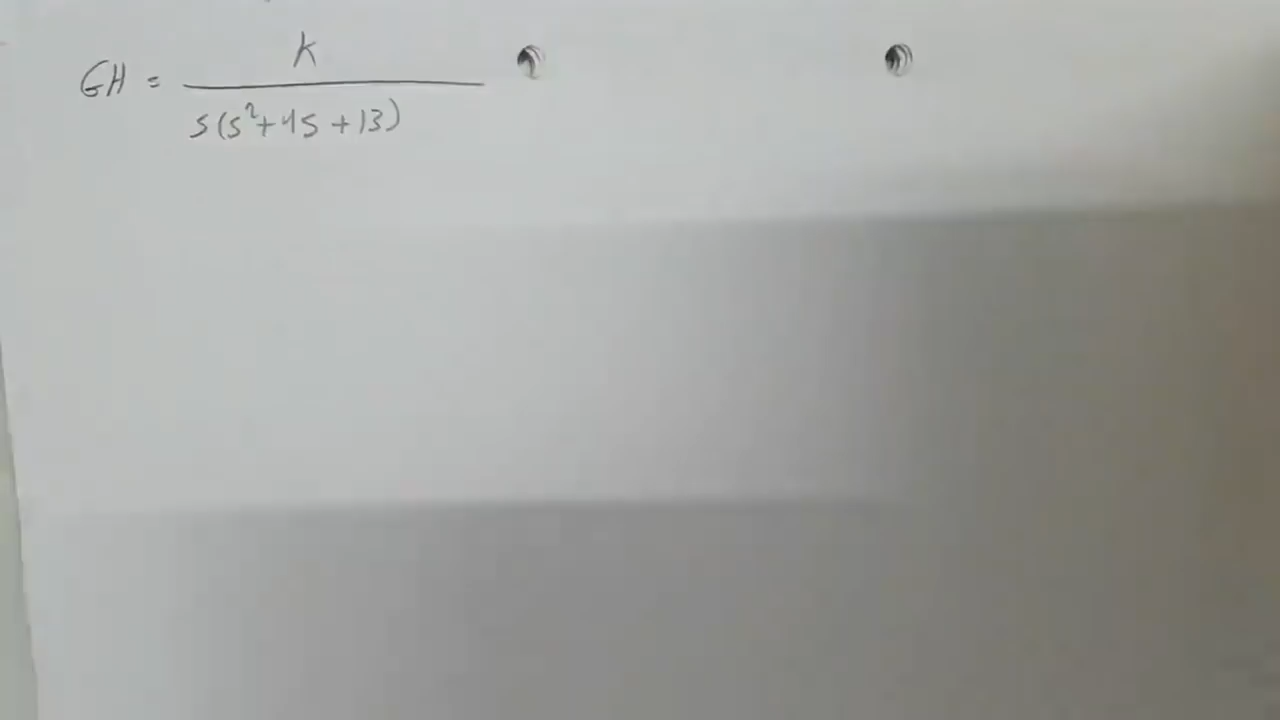 K
GH = ———
s(s²+4s+13)